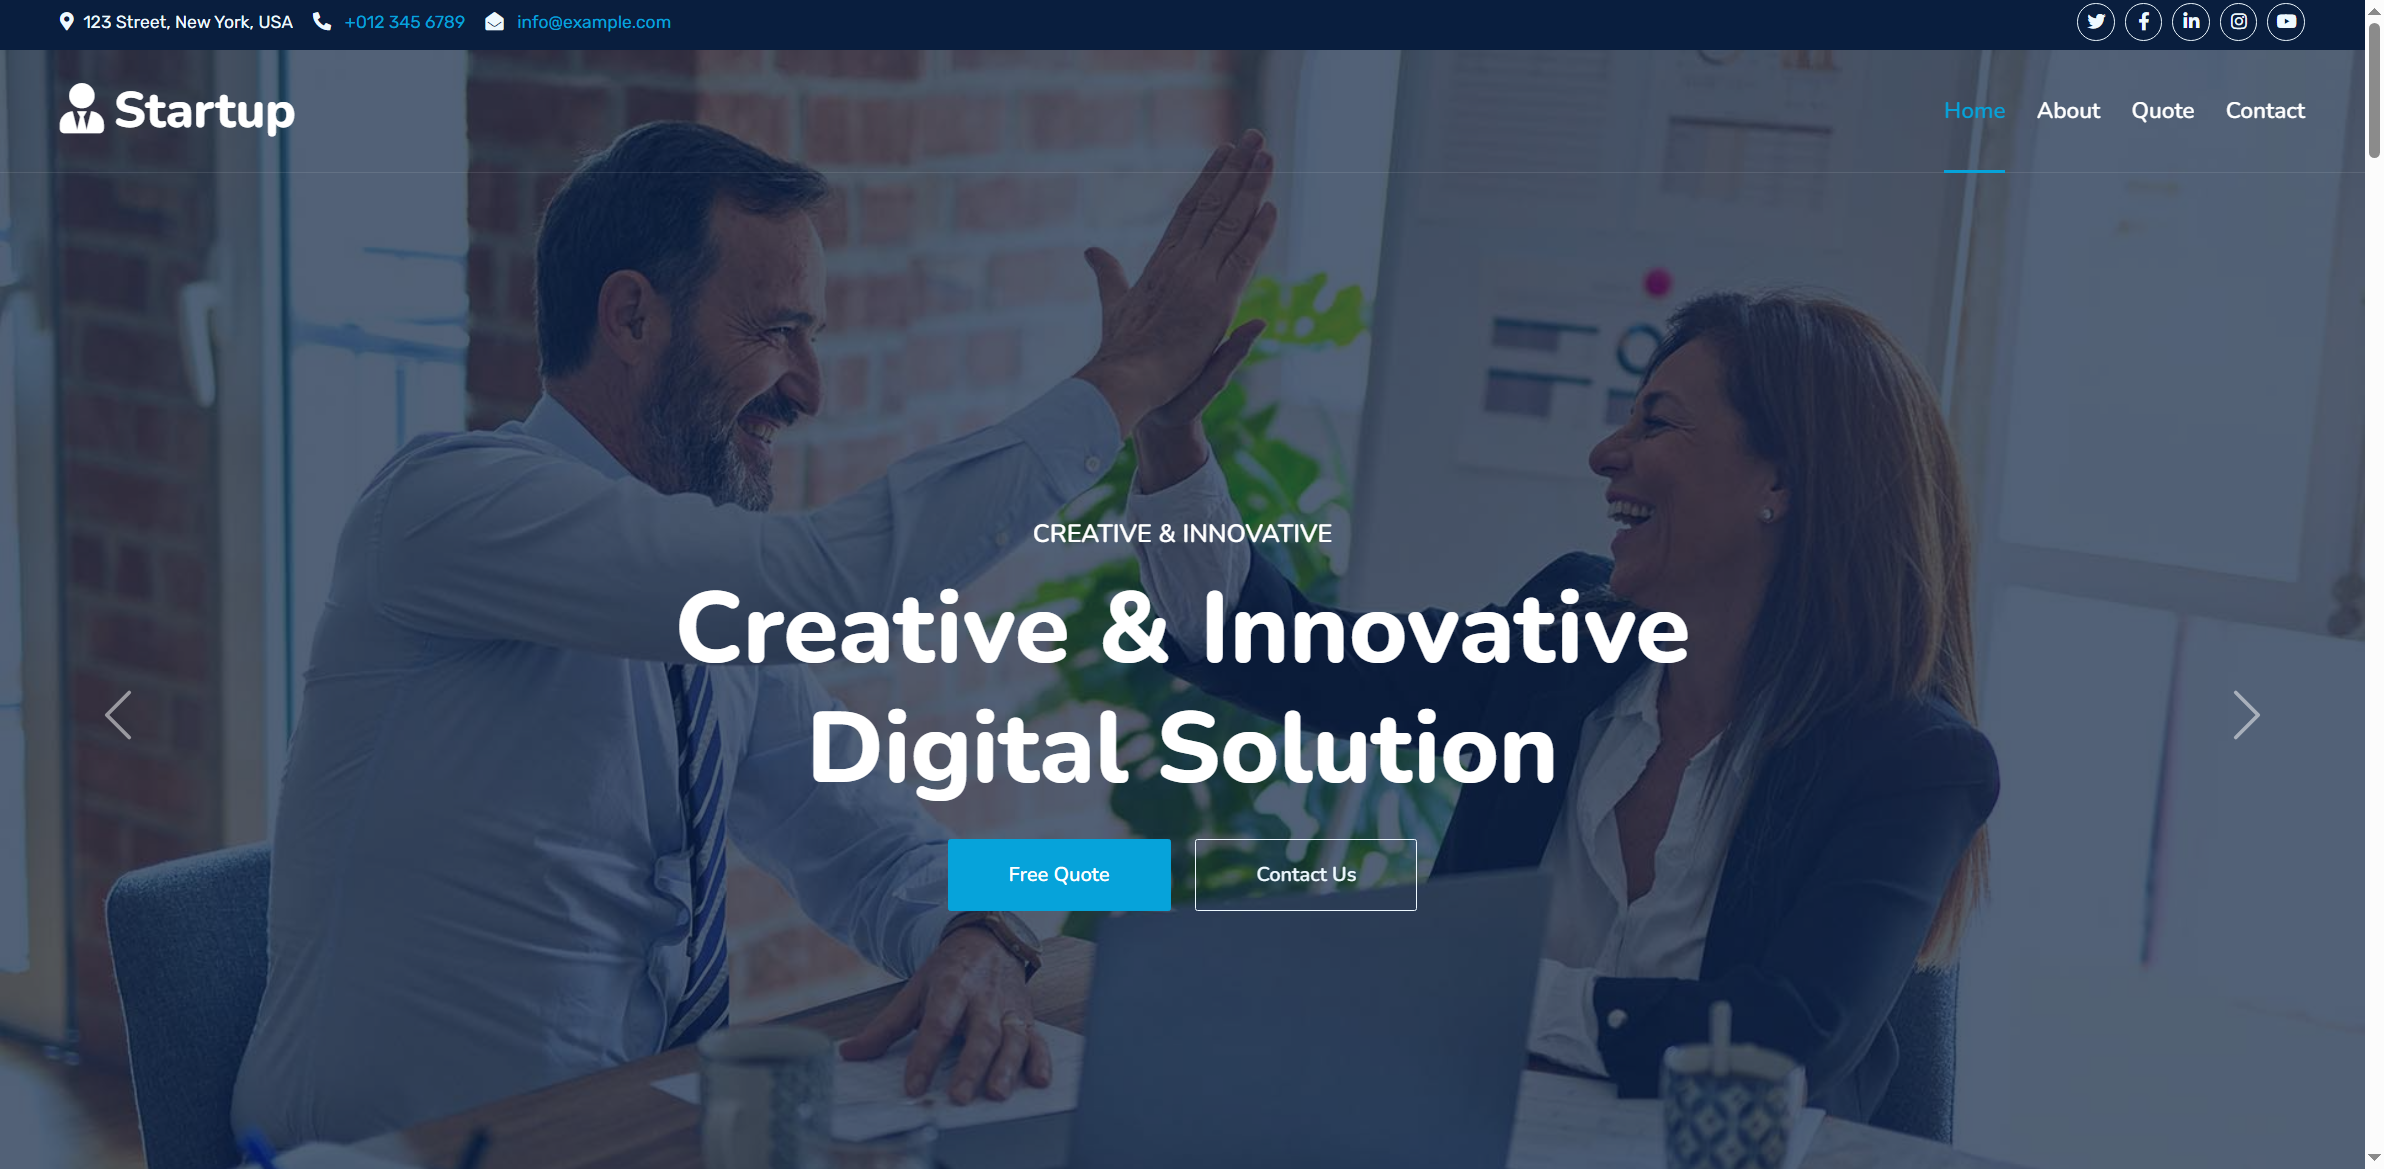 123 Street, New York, USA +012 345 6789 info@example.com
Startup
Home About Quote Contact
CREATIVE & INNOVATIVE
Creative & Innovative
Digital Solution
Free Quote Contact Us